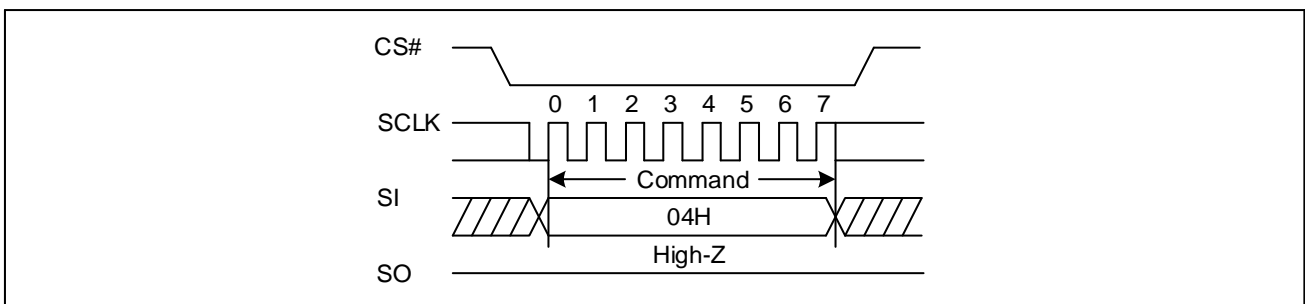 CS#
0 1 2 3 4 5 6 7
SCLK
Command
SI
04H
High-Z
SO